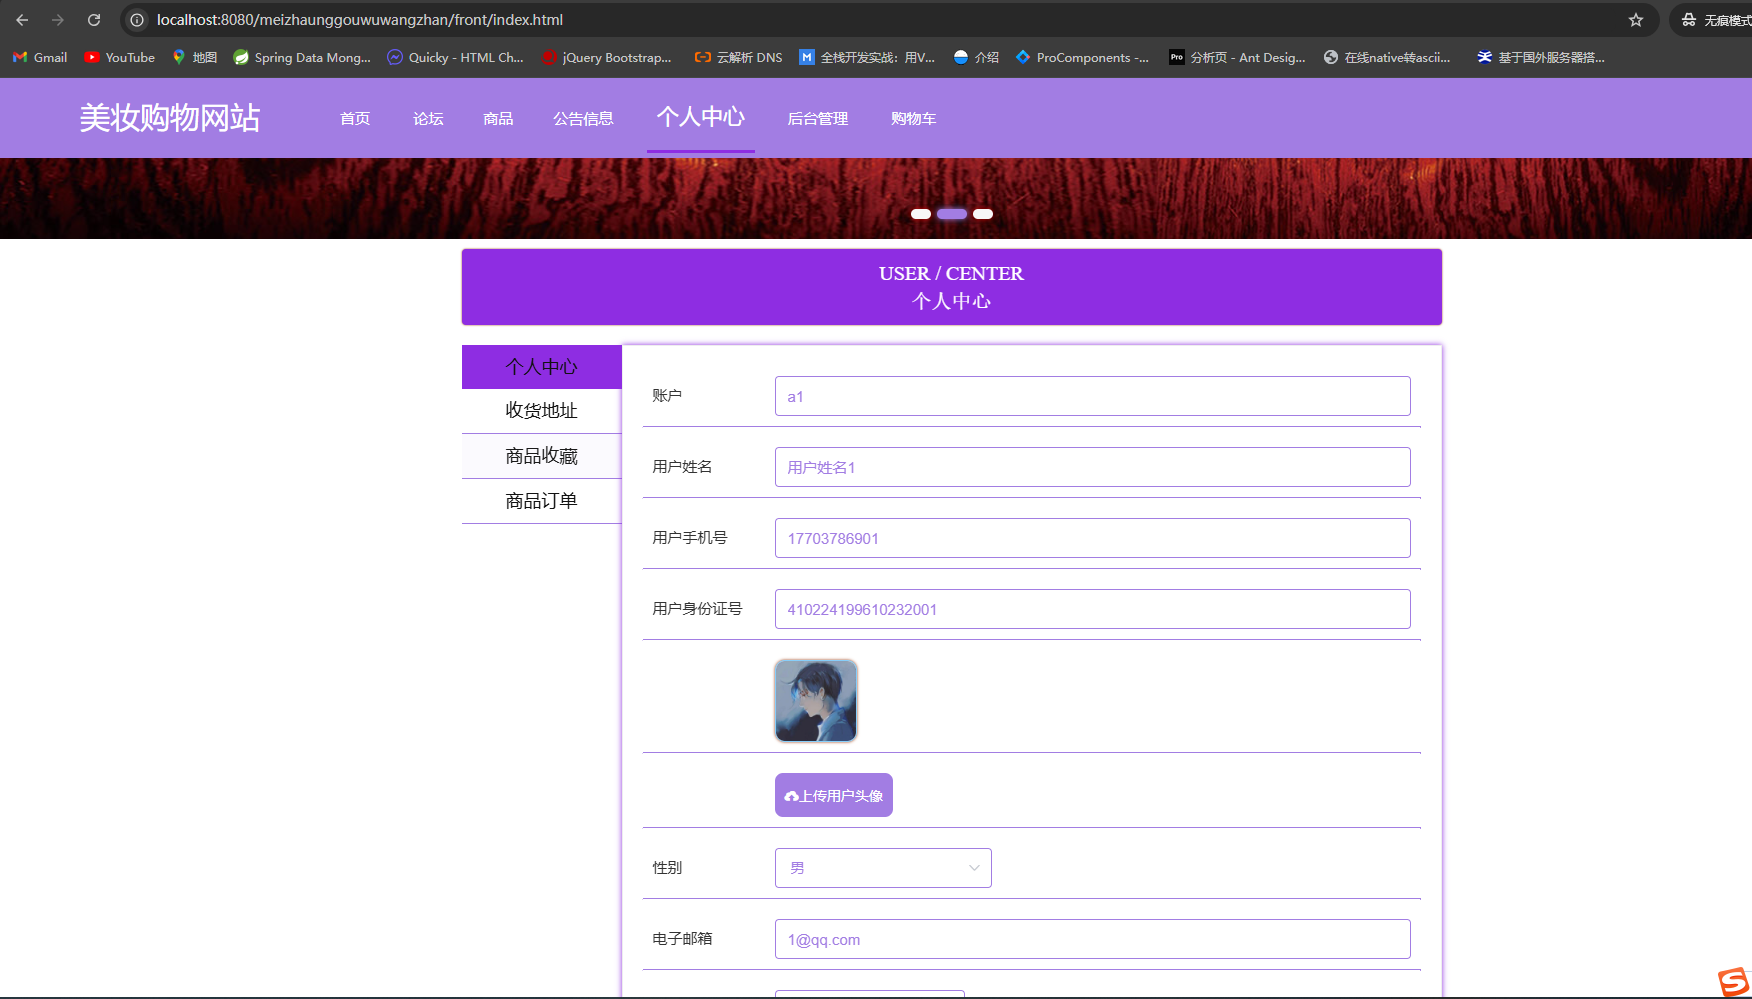 localhost:8080/meizhaunggouwuwangzhan/front/index.html
无痕模式
Gmail
YouTube
地图
Spring Data Mong...
Quicky - HTML Ch...
jQuery Bootstrap...
云解析 DNS
M
全栈开发实战：用V...
介绍
ProComponents -...
Pro
分析页 - Ant Desig...
在线native转ascii...
基于国外服务器搭...
美妆购物网站
首页
论坛
商品
公告信息
个人中心
后台管理
购物车
USER / CENTER
个人中心
个人中心
收货地址
商品收藏
商品订单
账户
a1
用户姓名
用户姓名1
用户手机号
17703786901
用户身份证号
410224199610232001
上传用户头像
性别
男
电子邮箱
1@qq.com
S